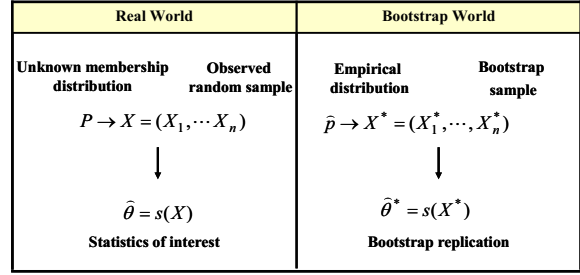 Real World
Bootstrap World
Unknown membership distribution
Observed random sample
P → X = (X₁, ⋯ Xₙ)
θ̂ = s(X)
Statistics of interest
Empirical distribution
Bootstrap sample
p̂ → X* = (X₁*, ⋯, Xₙ*)
θ̂* = s(X*)
Bootstrap replication